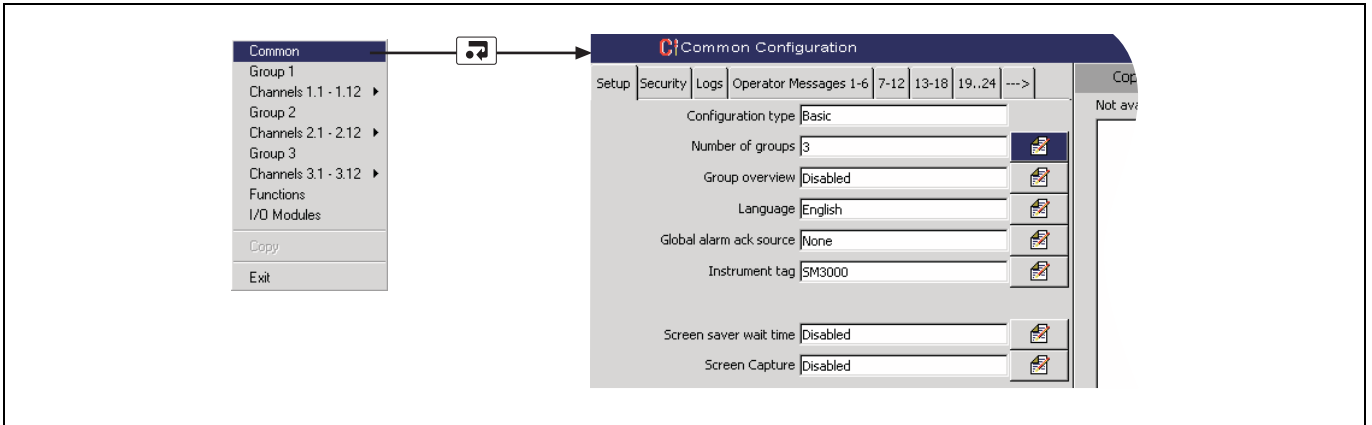 Common
Group 1
Channels 1.1 - 1.12
Group 2
Channels 2.1 - 2.12
Group 3
Channels 3.1 - 3.12
Functions
I/O Modules
Copy
Exit
Common Configuration
Setup Security Logs Operator Messages 1-6 7-12 13-18 19..24 --->
Configuration type Basic
Number of groups 3
Group overview Disabled
Language English
Global alarm ack source None
Instrument tag SM3000
Screen saver wait time Disabled
Screen Capture Disabled
Cop
Not ava